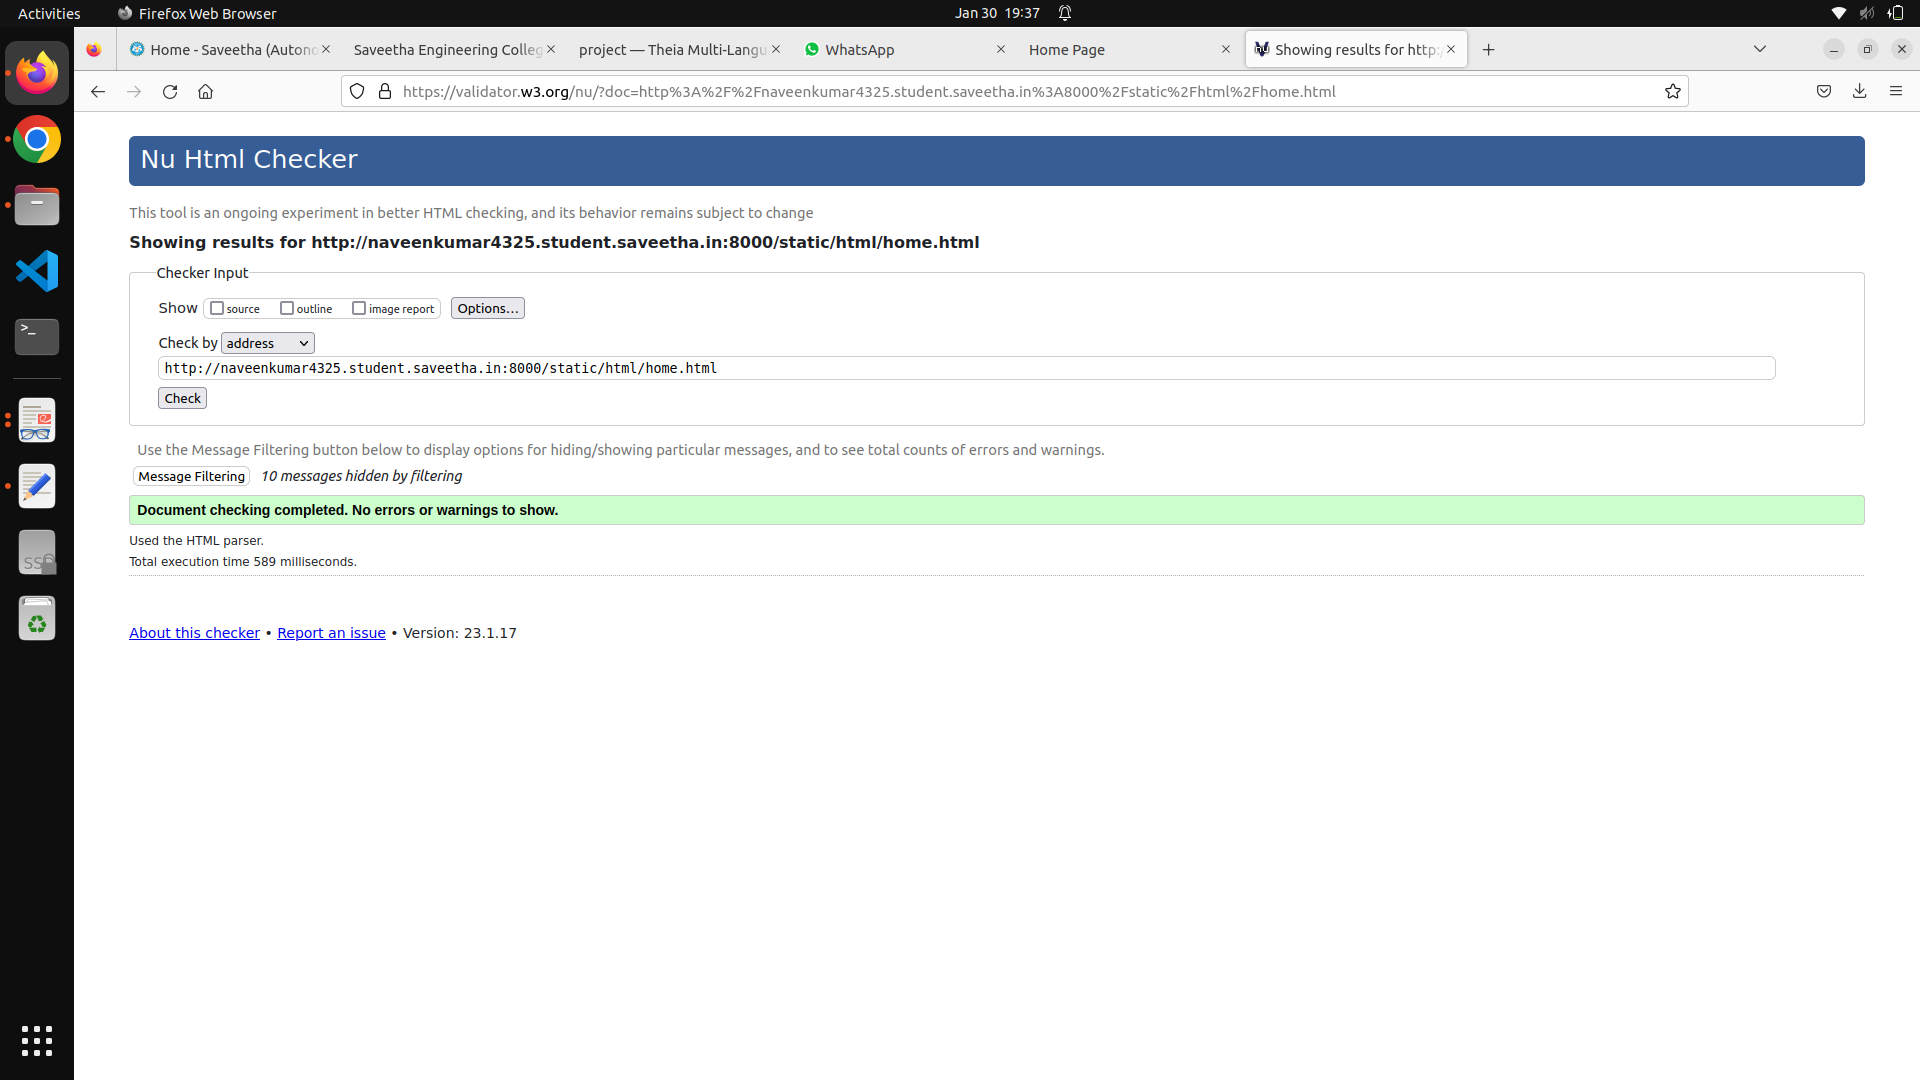 Activities Firefox Web Browser Jan 30 19:37
Home - Saveetha (Autono Saveetha Engineering Colleg project — Theia Multi-Langu WhatsApp Home Page Showing results for http:/
https://validator.w3.org/nu/?doc=http%3A%2F%2Fnaveenkumar4325.student.saveetha.in%3A8000%2Fstatic%2Fhtml%2Fhome.html
Nu Html Checker
This tool is an ongoing experiment in better HTML checking, and its behavior remains subject to change
Showing results for http://naveenkumar4325.student.saveetha.in:8000/static/html/home.html
Checker Input
Show source outline image report Options...
Check by address
http://naveenkumar4325.student.saveetha.in:8000/static/html/home.html
Check
Use the Message Filtering button below to display options for hiding/showing particular messages, and to see total counts of errors and warnings.
Message Filtering 10 messages hidden by filtering
Document checking completed. No errors or warnings to show.
Used the HTML parser.
Total execution time 589 milliseconds.
About this checker • Report an issue • Version: 23.1.17